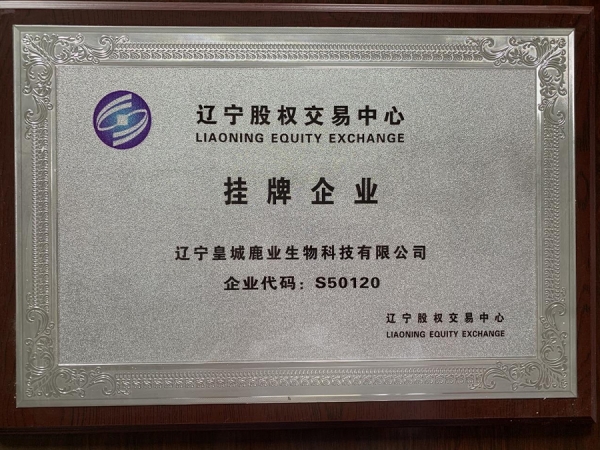 辽宁股权交易中心
LIAONING EQUITY EXCHANGE
挂牌企业
辽宁皇城鹿业生物科技有限公司
企业代码：S50120
辽宁股权交易中心
LIAONING EQUITY EXCHANGE